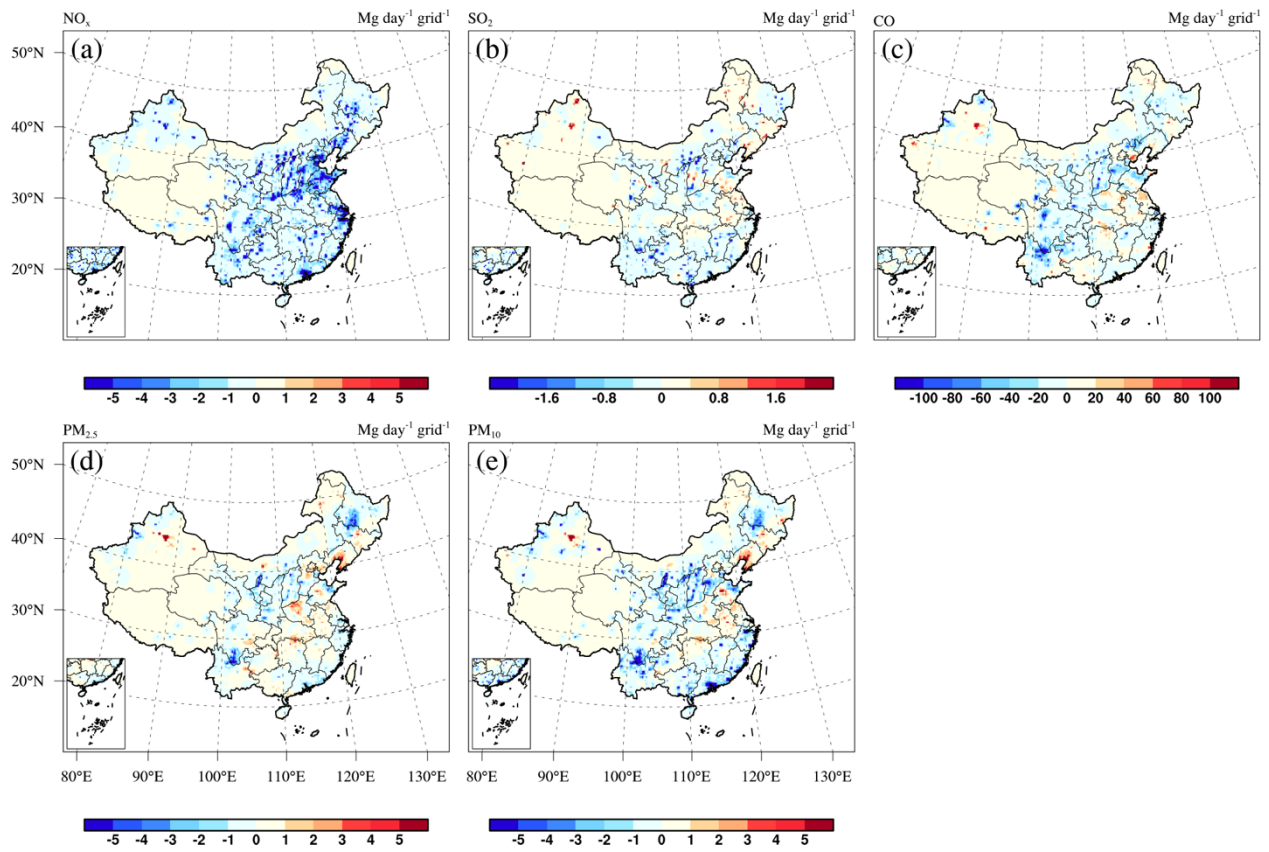 NOx Mg day-1 grid-1 SO2 Mg day-1 grid-1 CO Mg day-1 grid-1
(a) (b) (c)
50°N
40°N
30°N
20°N
-5 -4 -3 -2 -1 0 1 2 3 4 5 -1.6 -0.8 0 0.8 1.6 -100 -80 -60 -40 -20 0 20 40 60 80 100
PM2.5 Mg day-1 grid-1 PM10 Mg day-1 grid-1
(d) (e)
50°N
40°N
30°N
20°N
80°E 90°E 100°E 110°E 120°E 130°E 80°E 90°E 100°E 110°E 120°E 130°E
-5 -4 -3 -2 -1 0 1 2 3 4 5 -5 -4 -3 -2 -1 0 1 2 3 4 5